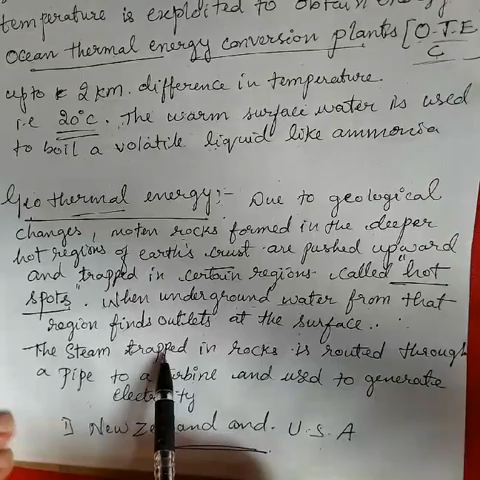 temperature is exploited to obtain energy
Ocean thermal energy conversion plants [O.T.E
C
upto 2 km. difference in temperature.
i.e 20°C. The warm surface water is used
to boil a volatile liquid like ammonia
Geothermal energy:- Due to geological
changes, moten rocks formed in the deeper
hot regions of earth's crust are pushed upward
and trapped in certain regions called "hot
spots". When underground water from that
region finds outlets at the surface..
- The Steam trapped in rocks is routed through
a pipe to a turbine and used to generate
electricity
I) New Zealand and. U.S.A